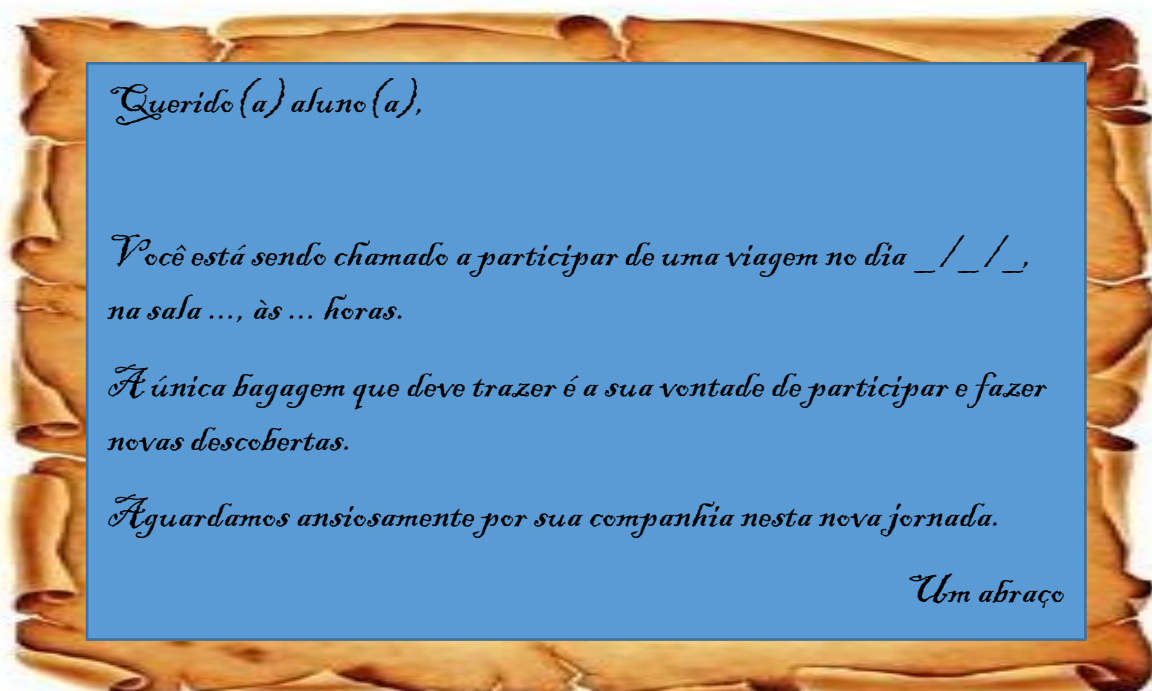 Querido(a) aluno(a),
Você está sendo chamado a participar de uma viagem no dia _/_/_,
na sala ..., às ... horas.
A única bagagem que deve trazer é a sua vontade de participar e fazer
novas descobertas.
Aguardamos ansiosamente por sua companhia nesta nova jornada.
Um abraço